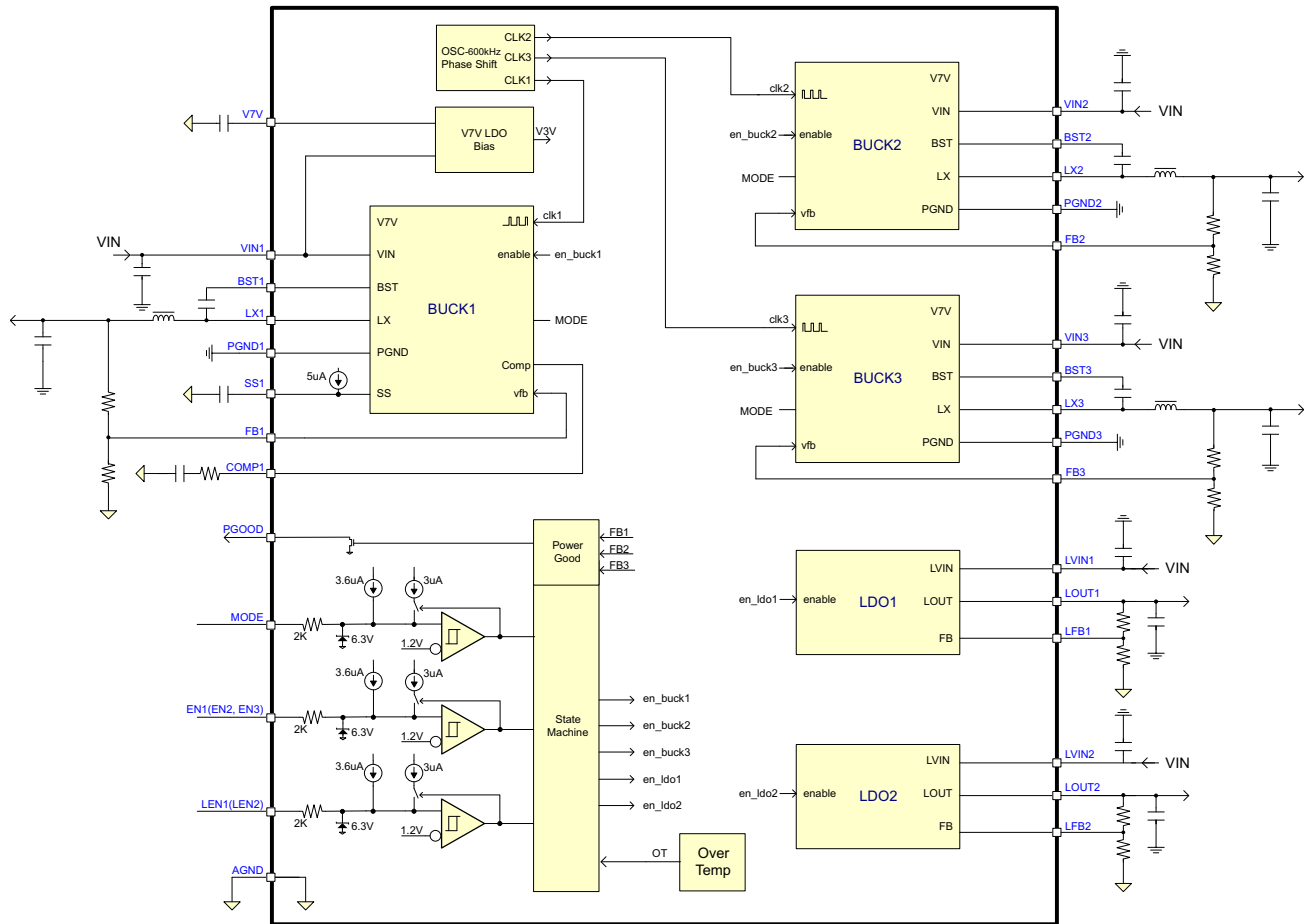 CLK2
OSC-600kHz
Phase Shift
CLK3
CLK1
V7V
V7V LDO
Bias
V3V
V7V
clk1
VIN
VIN1
VIN
enable
en_buck1
BST1
BST
BUCK1
LX1
LX
MODE
PGND1
PGND
Comp
SS1
5uA
SS
vfb
FB1
COMP1
V7V
clk2
VIN
VIN2
VIN
en_buck2
enable
BUCK2
BST
BST2
MODE
LX
LX2
vfb
PGND
PGND2
FB2
V7V
clk3
VIN
VIN3
VIN
en_buck3
enable
BUCK3
BST
BST3
MODE
LX
LX3
vfb
PGND
PGND3
FB3
PGOOD
Power
Good
FB1
FB2
FB3
3.6uA
3uA
MODE
2K
6.3V
1.2V
3.6uA
3uA
EN1(EN2, EN3)
2K
6.3V
1.2V
3.6uA
3uA
LEN1(LEN2)
2K
6.3V
1.2V
AGND
State
Machine
en_buck1
en_buck2
en_buck3
en_ldo1
en_ldo2
OT
Over
Temp
LVIN
LVIN1
VIN
en_ldo1
enable
LDO1
LOUT
LOUT1
FB
LFB1
LVIN
LVIN2
VIN
en_ldo2
enable
LDO2
LOUT
LOUT2
FB
LFB2